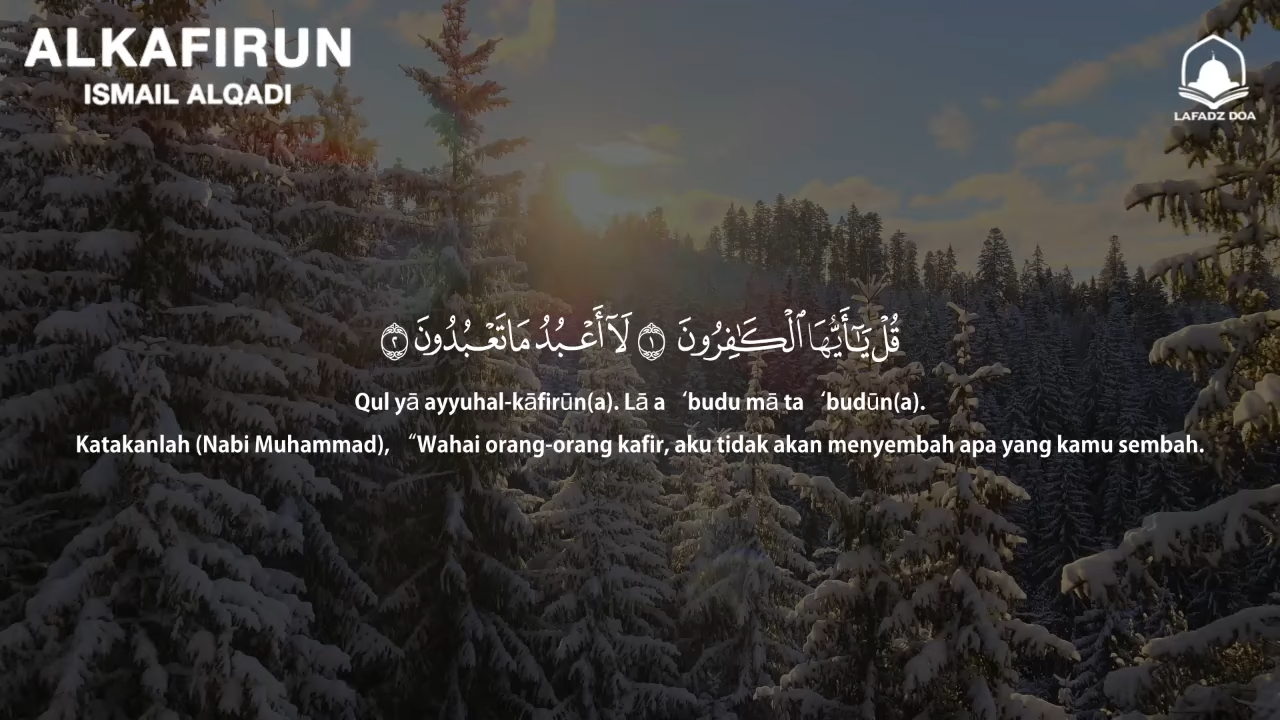 ALKAFIRUN
ISMAIL ALQADI
LAFADZ DOA
قُلْ يَـٰٓأَيُّهَا ٱلْكَـٰفِرُونَ ۝١ لَآ أَعْبُدُ مَا تَعْبُدُونَ ۝٢
Qul yā ayyuhal-kāfirūn(a). Lā a ‘budu mā ta ‘budūn(a).
Katakanlah (Nabi Muhammad), “Wahai orang-orang kafir, aku tidak akan menyembah apa yang kamu sembah.